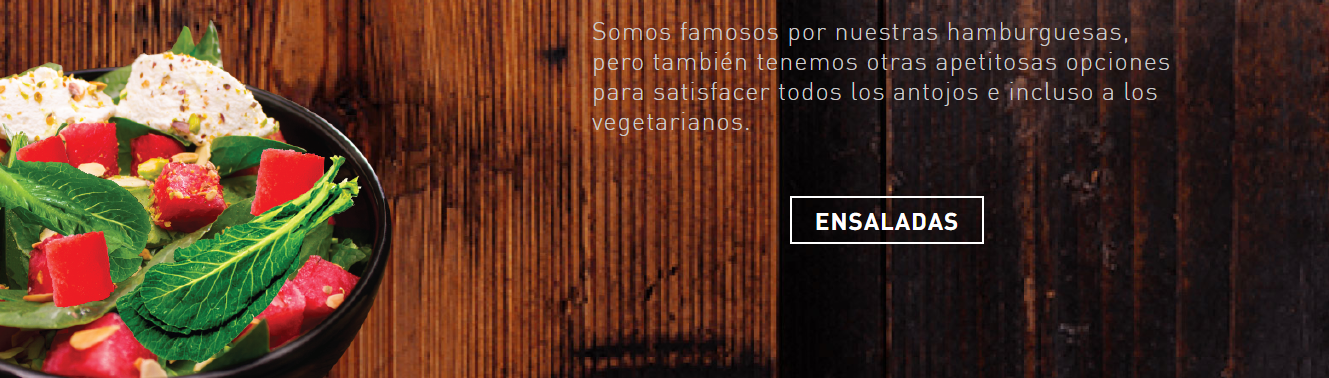 Somos famosos por nuestras hamburguesas,
pero también tenemos otras apetitosas opciones
para satisfacer todos los antojos e incluso a los
vegetarianos.
ENSALADAS